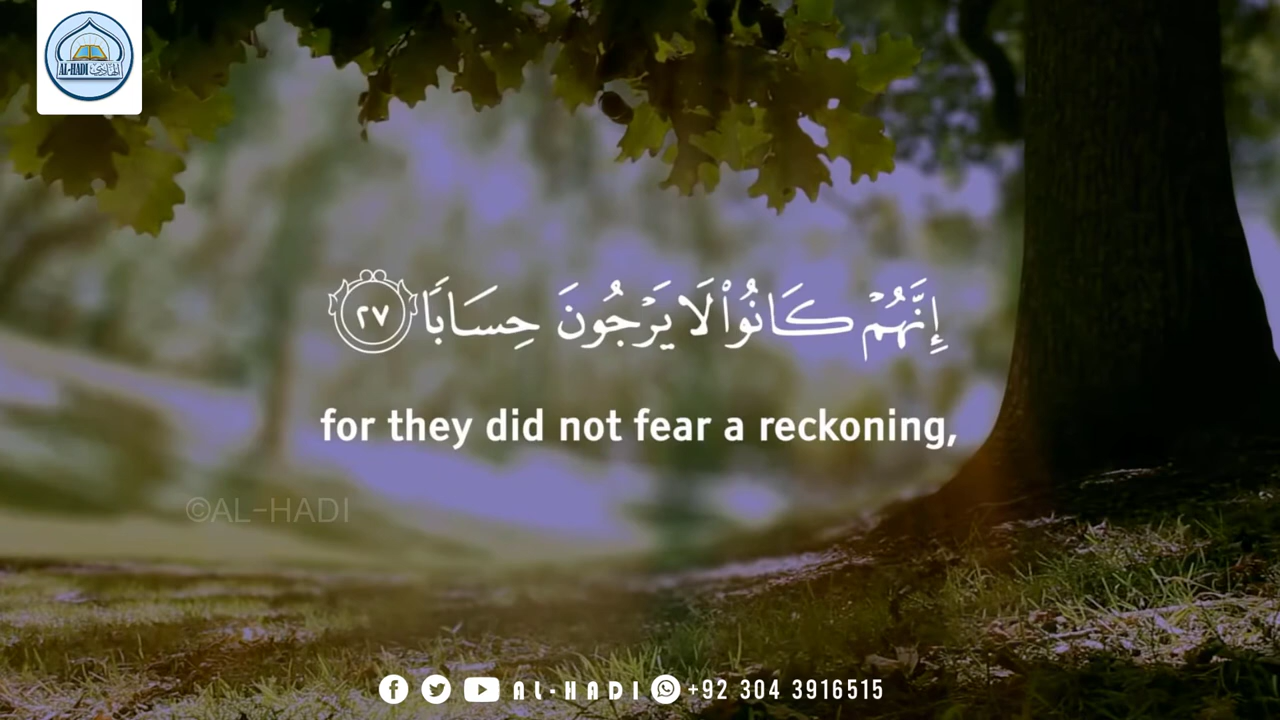 AL-HADI الهادي
إِنَّهُمْ كَانُوا۟ لَا يَرْجُونَ حِسَابًا ٢٧
for they did not fear a reckoning,
©AL-HADI
AL-HADI +92 304 3916515